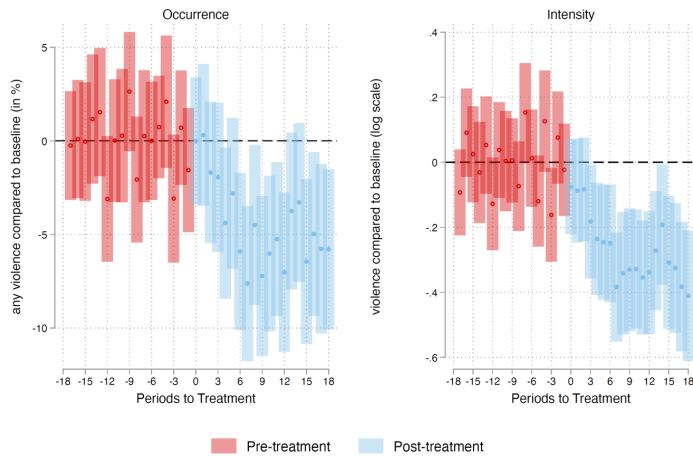 Occurrence
any violence compared to baseline (in %)
5
0
-5
-10
-18 -15 -12 -9 -6 -3 0 3 6 9 12 15 18
Periods to Treatment
Intensity
violence compared to baseline (log scale)
.4
.2
0
-.2
-.4
-.6
-18 -15 -12 -9 -6 -3 0 3 6 9 12 15 18
Periods to Treatment
Pre-treatment
Post-treatment